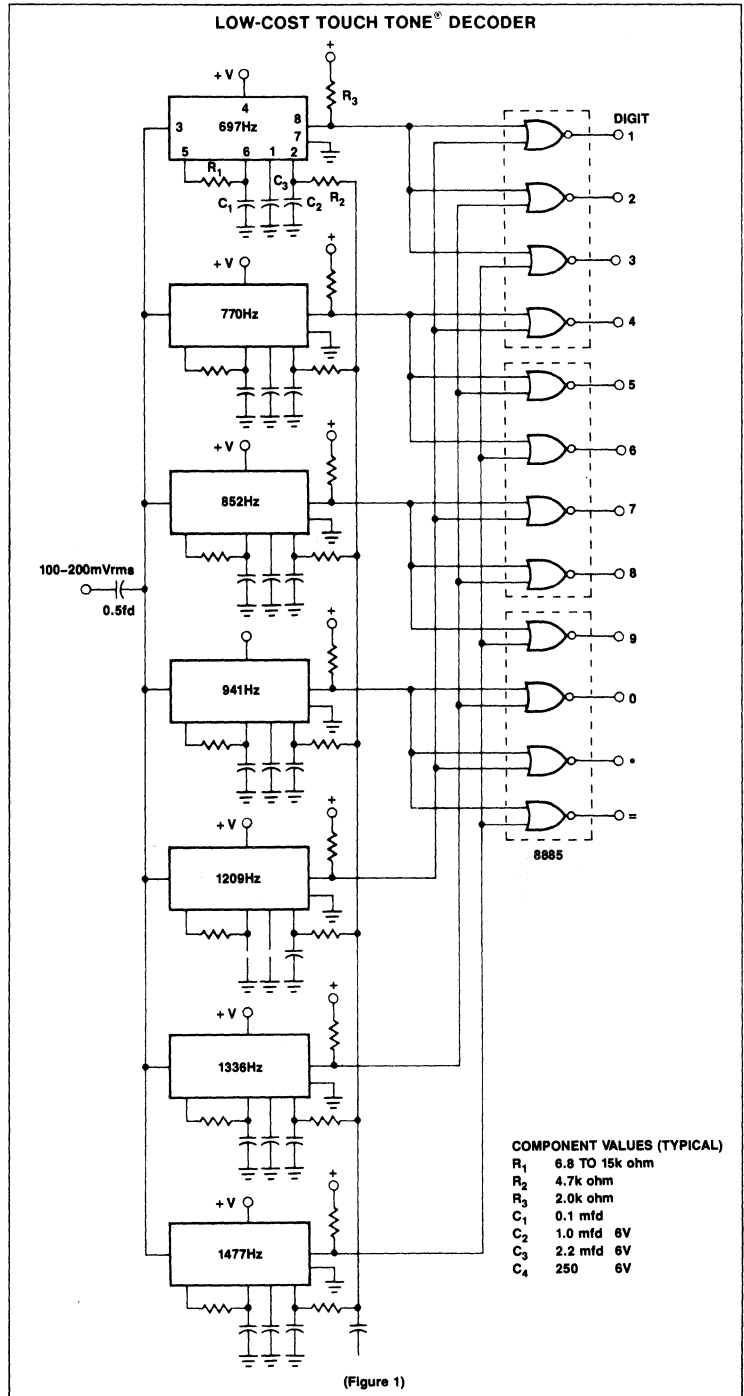 LOW-COST TOUCH TONE® DECODER
+
+ V
R3
4
3
697Hz
8
7
5
6
1
2
R1
C3
C1
C2
R2
DIGIT
1
2
3
4
5
6
7
8
9
0
•
=
8885
+
+ V
770Hz
+
+ V
852Hz
100–200mVrms
0.5fd
+
941Hz
+
+ V
1209Hz
+
+ V
1336Hz
+
+ V
1477Hz
COMPONENT VALUES (TYPICAL)
R1 6.8 TO 15k ohm
R2 4.7k ohm
R3 2.0k ohm
C1 0.1 mfd
C2 1.0 mfd 6V
C3 2.2 mfd 6V
C4 250 6V
(Figure 1)